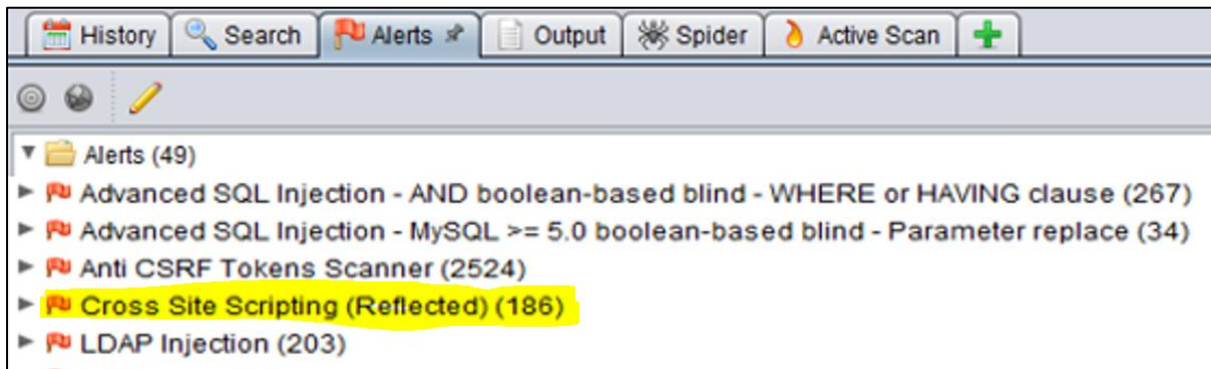 History Search Alerts Output Spider Active Scan
Alerts (49)
Advanced SQL Injection - AND boolean-based blind - WHERE or HAVING clause (267)
Advanced SQL Injection - MySQL >= 5.0 boolean-based blind - Parameter replace (34)
Anti CSRF Tokens Scanner (2524)
Cross Site Scripting (Reflected) (186)
LDAP Injection (203)